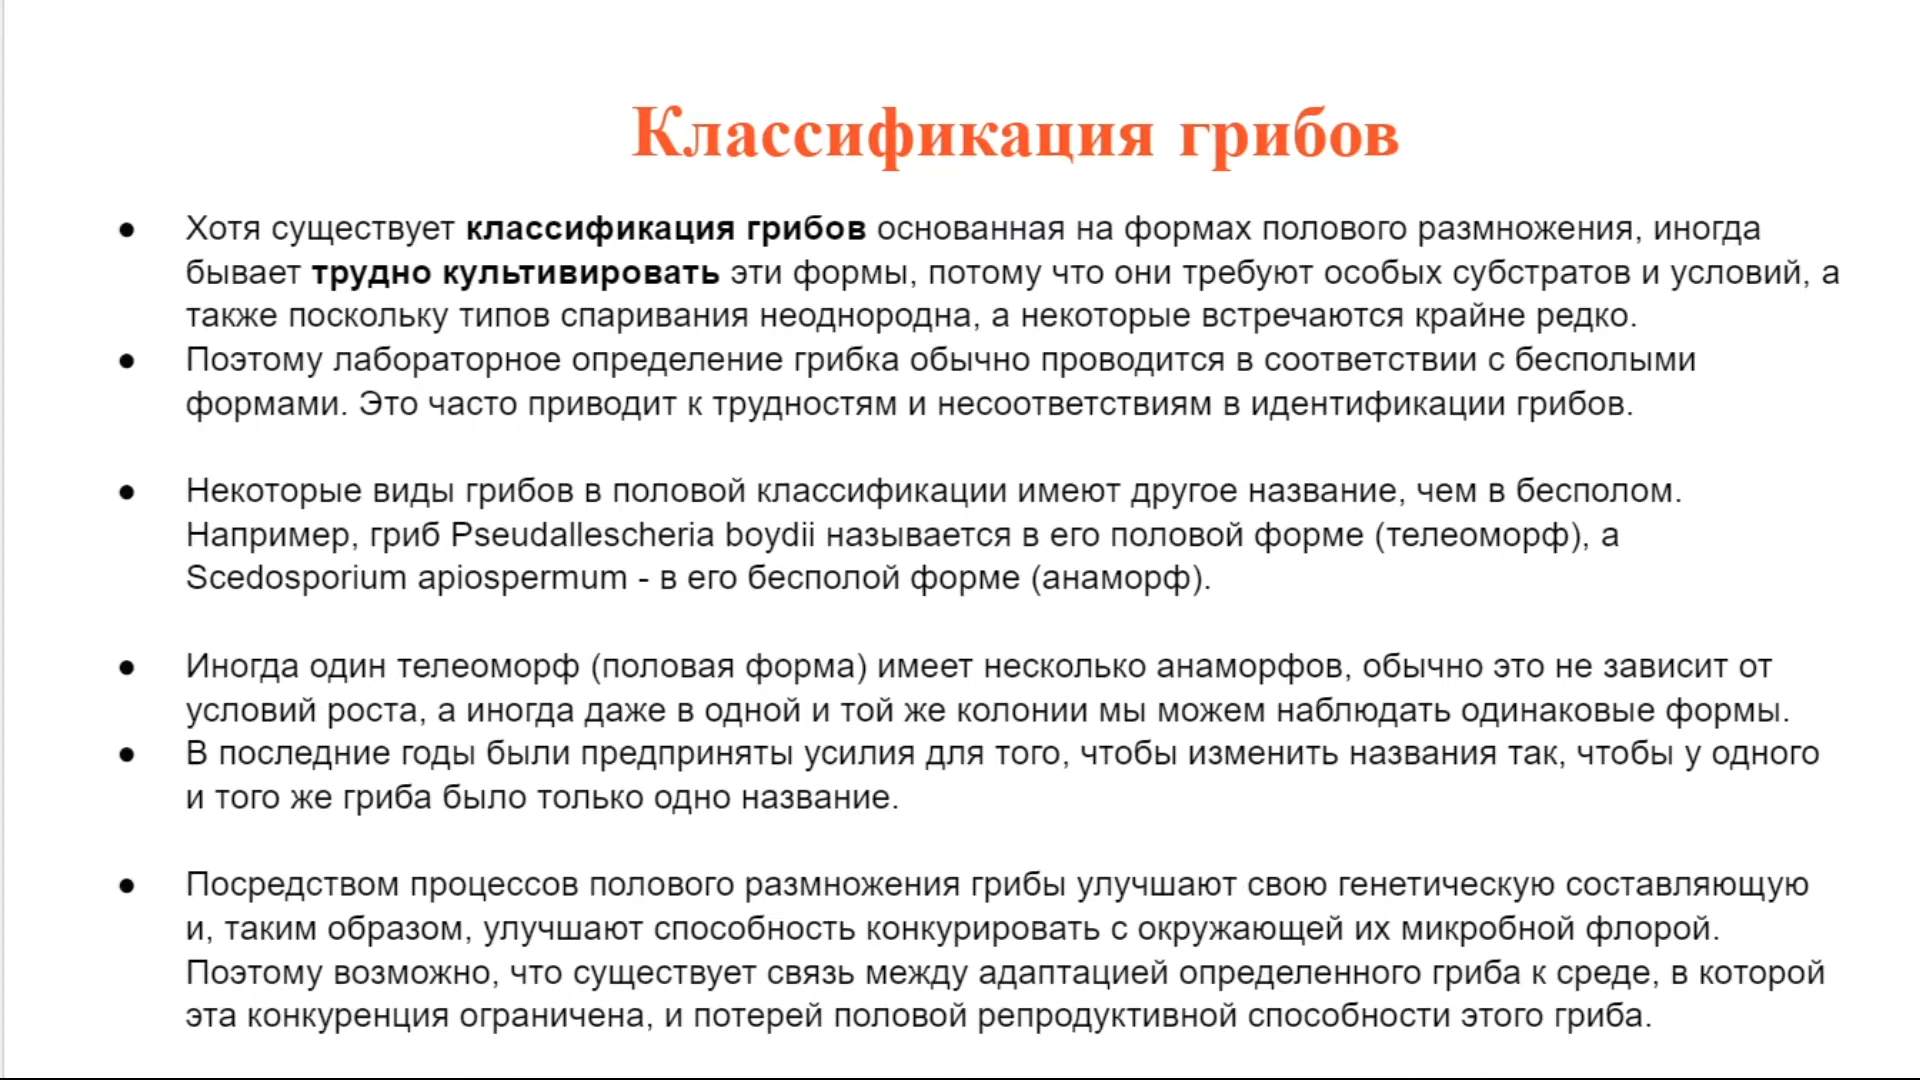 Классификация грибов
● Хотя существует классификация грибов основанная на формах полового размножения, иногда
бывает трудно культивировать эти формы, потому что они требуют особых субстратов и условий, а
также поскольку типов спаривания неоднородна, а некоторые встречаются крайне редко.
● Поэтому лабораторное определение грибка обычно проводится в соответствии с бесполыми
формами. Это часто приводит к трудностям и несоответствиям в идентификации грибов.
● Некоторые виды грибов в половой классификации имеют другое название, чем в бесполом.
Например, гриб Pseudallescheria boydii называется в его половой форме (телеоморф), а
Scedosporium apiospermum - в его бесполой форме (анаморф).
● Иногда один телеоморф (половая форма) имеет несколько анаморфов, обычно это не зависит от
условий роста, а иногда даже в одной и той же колонии мы можем наблюдать одинаковые формы.
● В последние годы были предприняты усилия для того, чтобы изменить названия так, чтобы у одного
и того же гриба было только одно название.
● Посредством процессов полового размножения грибы улучшают свою генетическую составляющую
и, таким образом, улучшают способность конкурировать с окружающей их микробной флорой.
Поэтому возможно, что существует связь между адаптацией определенного гриба к среде, в которой
эта конкуренция ограничена, и потерей половой репродуктивной способности этого гриба.